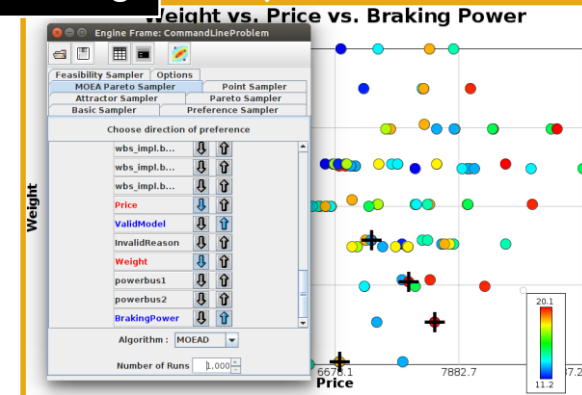 Weight vs. Price vs. Braking Power
Engine Frame: CommandLineProblem
Feasibility Sampler Options
MOEA Pareto Sampler Point Sampler
Attractor Sampler Pareto Sampler
Basic Sampler Preference Sampler
Choose direction of preference
wbs_impl.b...
wbs_impl.b...
wbs_impl.b...
Price
ValidModel
InvalidReason
Weight
powerbus1
powerbus2
BrakingPower
Algorithm : MOEAD
Number of Runs 1,000
Weight
20.1
11.2
6678.1 7882.7 7.2
Price